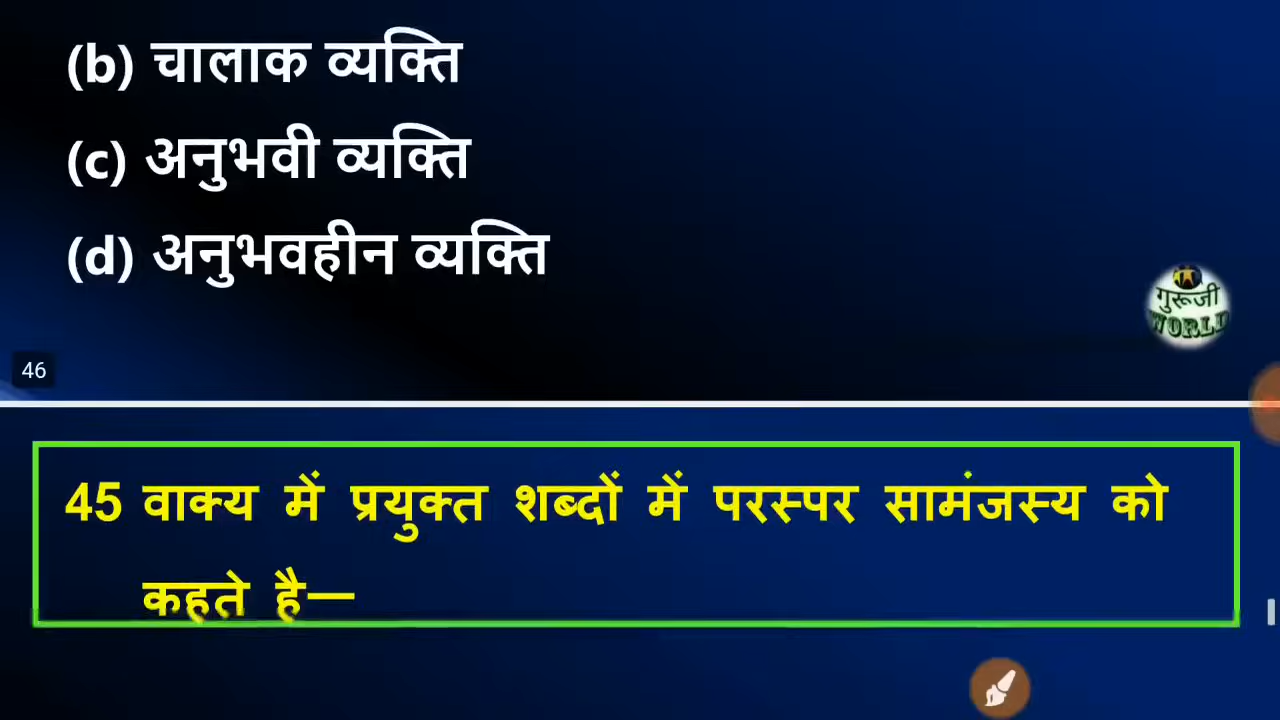 (b) चालाक व्यक्ति
(c) अनुभवी व्यक्ति
(d) अनुभवहीन व्यक्ति
गुरूजी
WORLD
46
45 वाक्य में प्रयुक्त शब्दों में परस्पर सामंजस्य को
कहते है—